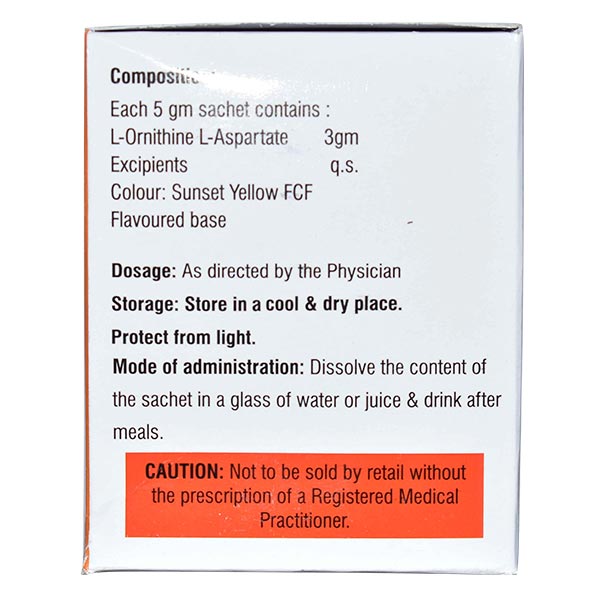 Each 5 gm sachet contains :
L-Ornithine L-Aspartate 3gm
Excipients q.s.
Colour: Sunset Yellow FCF
Flavoured base
Dosage: As directed by the Physician
Storage: Store in a cool & dry place.
Protect from light.
Mode of administration: Dissolve the content of
the sachet in a glass of water or juice & drink after
meals.
CAUTION: Not to be sold by retail without
the prescription of a Registered Medical
Practitioner.